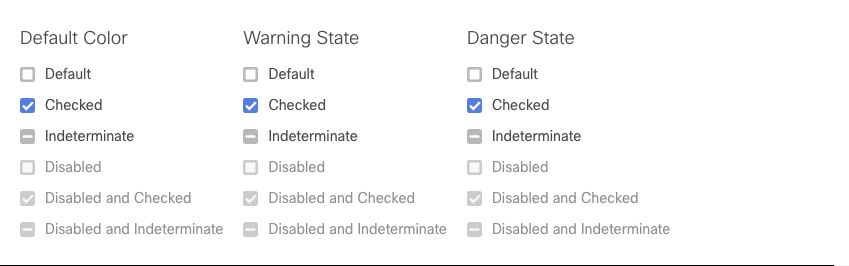 Default Color
Default
Checked
Indeterminate
Disabled
Disabled and Checked
Disabled and Indeterminate
Warning State
Default
Checked
Indeterminate
Disabled
Disabled and Checked
Disabled and Indeterminate
Danger State
Default
Checked
Indeterminate
Disabled
Disabled and Checked
Disabled and Indeterminate